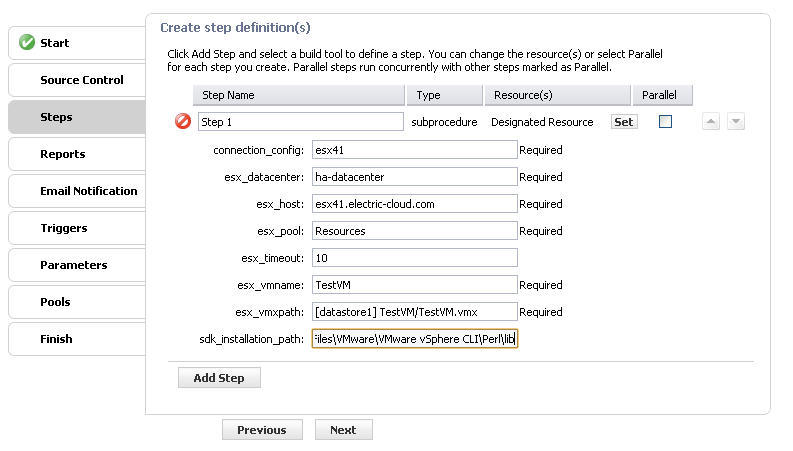 Create step definition(s)
Start
Source Control
Steps
Reports
Email Notification
Triggers
Parameters
Pools
Finish
Click Add Step and select a build tool to define a step. You can change the resource(s) or select Parallel
for each step you create. Parallel steps run concurrently with other steps marked as Parallel.
Step Name Type Resource(s) Parallel
Step 1 subprocedure Designated Resource Set
connection_config: esx41 Required
esx_datacenter: ha-datacenter Required
esx_host: esx41.electric-cloud.com Required
esx_pool: Resources Required
esx_timeout: 10
esx_vmname: TestVM Required
esx_vmxpath: [datastore1] TestVM/TestVM.vmx Required
sdk_installation_path: Files\VMware\VMware vSphere CLI\Perl\lib
Add Step
Previous Next